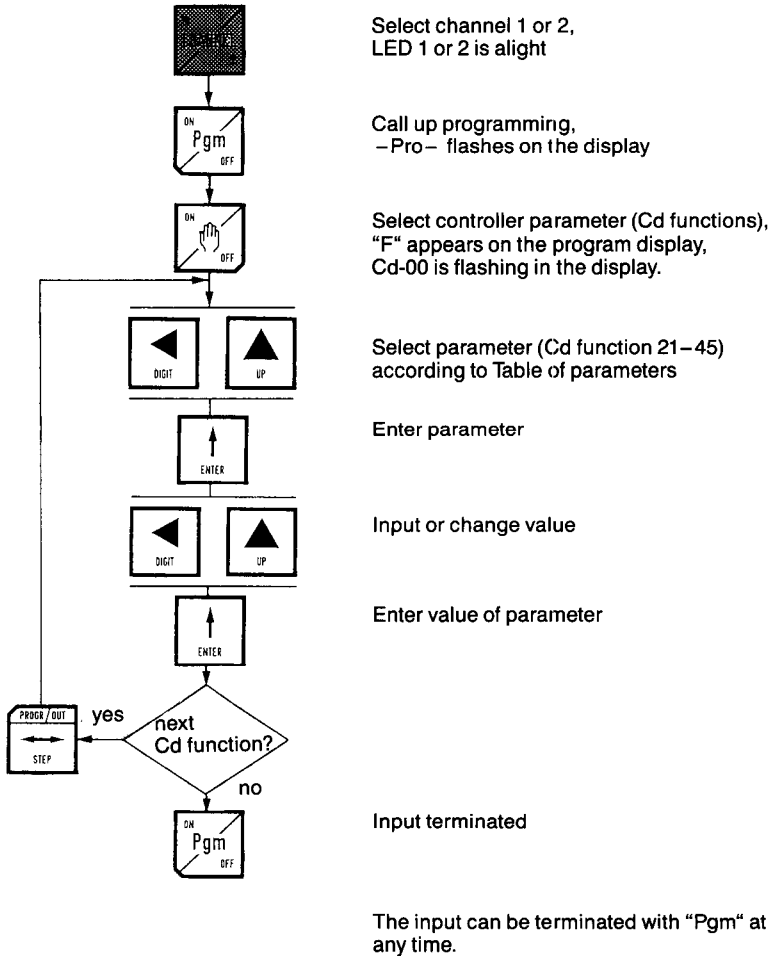 Select channel 1 or 2,
LED 1 or 2 is alight
ON
Pgm
OFF
Call up programming,
–Pro– flashes on the display
ON
OFF
Select controller parameter (Cd functions),
“F“ appears on the program display,
Cd-00 is flashing in the display.
DIGIT
UP
Select parameter (Cd function 21–45)
according to Table of parameters
ENTER
Enter parameter
DIGIT
UP
Input or change value
ENTER
Enter value of parameter
PROGR/OUT
STEP
yes
next
Cd function?
no
ON
Pgm
OFF
Input terminated
The input can be terminated with “Pgm“ at
any time.